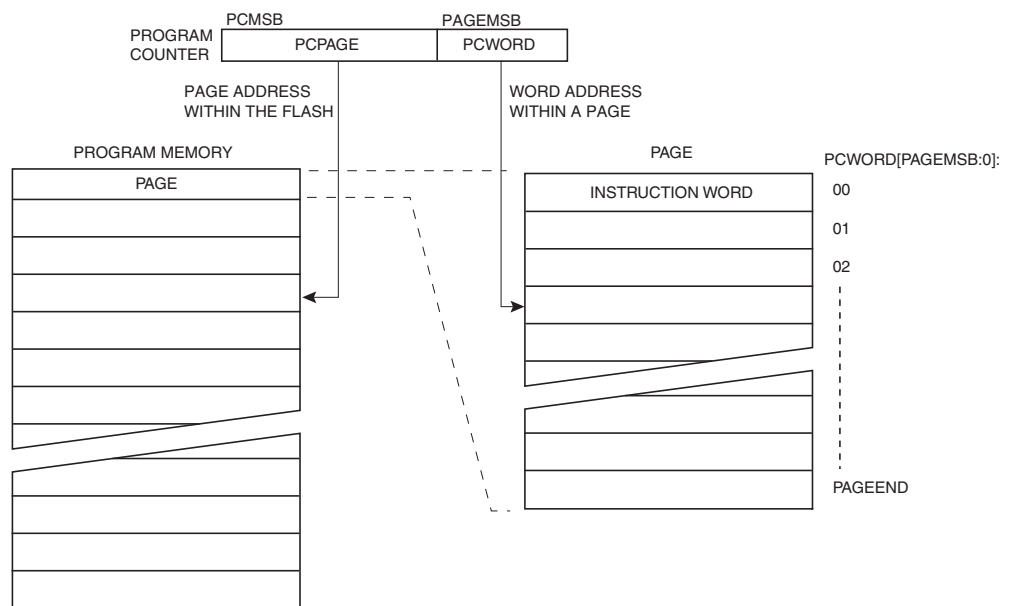 PCMSB PAGEMSB
PROGRAM
COUNTER
PCPAGE PCWORD
PAGE ADDRESS
WITHIN THE FLASH
WORD ADDRESS
WITHIN A PAGE
PROGRAM MEMORY
PAGE
PAGE
INSTRUCTION WORD
PCWORD[PAGEMSB:0]:
00
01
02
PAGEEND